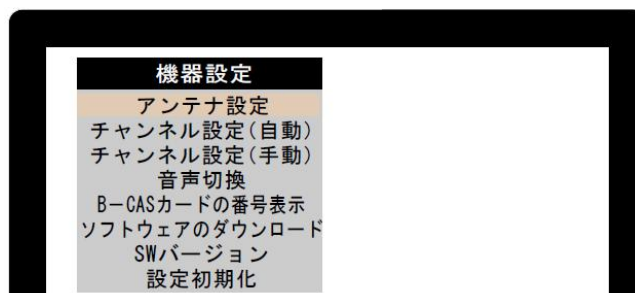 機器設定
アンテナ設定
チャンネル設定(自動)
チャンネル設定(手動)
音声切換
B-CASカードの番号表示
ソフトウェアのダウンロード
SWバージョン
設定初期化